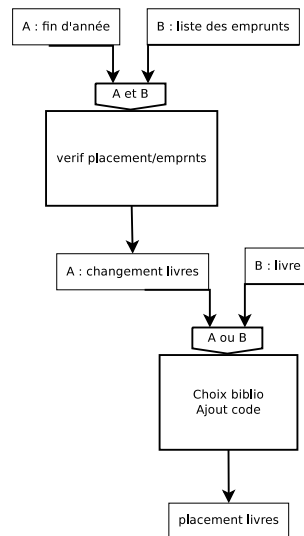 A : fin d'année
B : liste des emprunts
A et B
verif placement/emprnts
A : changement livres
B : livre
A ou B
Choix biblio
Ajout code
placement livres